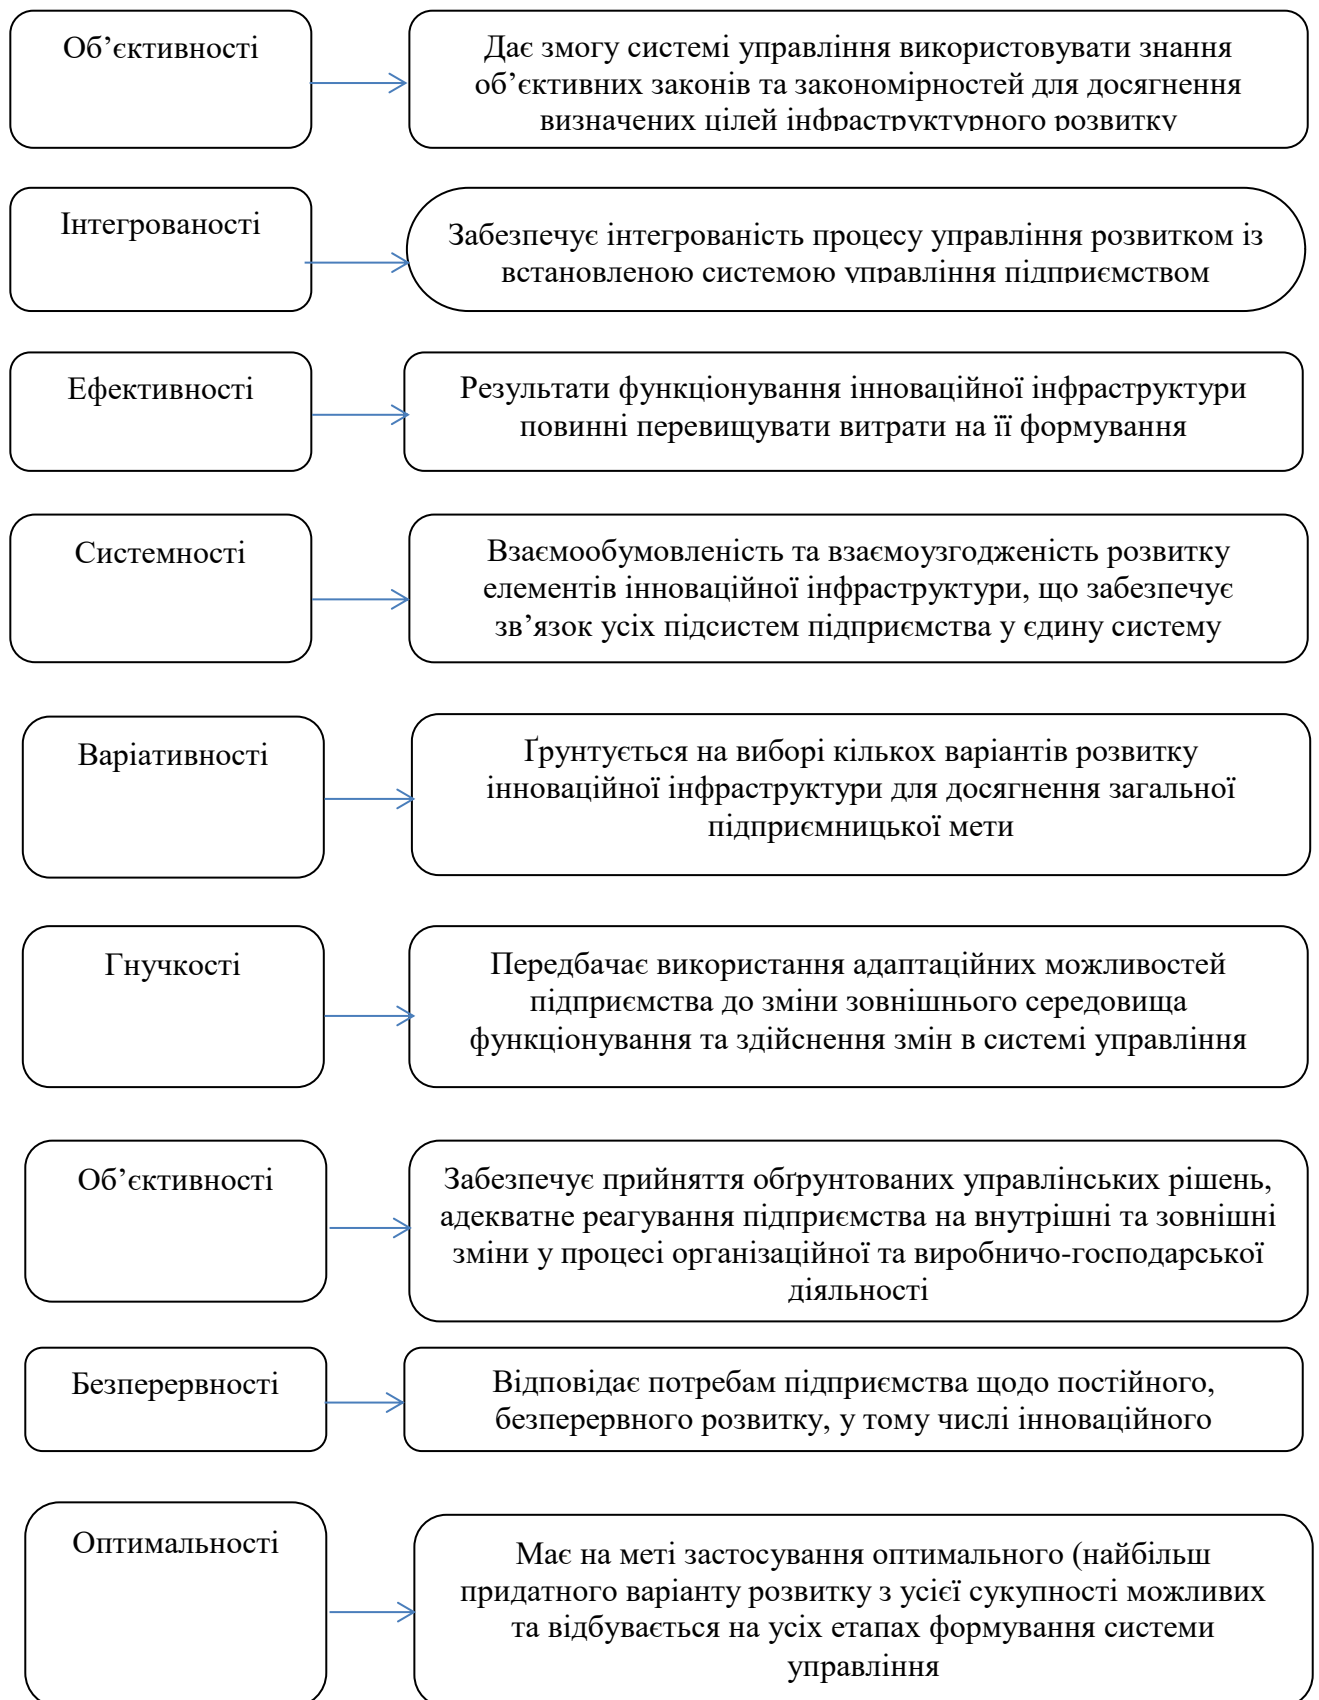 Об’єктивності
Дає змогу системі управління використовувати знання
об’єктивних законів та закономірностей для досягнення
визначених цілей інфраструктурного розвитку
Інтегрованості
Забезпечує інтегрованість процесу управління розвитком із
встановленою системою управління підприємством
Ефективності
Результати функціонування інноваційної інфраструктури
повинні перевищувати витрати на її формування
Системності
Взаємообумовленість та взаємоузгодженість розвитку
елементів інноваційної інфраструктури, що забезпечує
зв’язок усіх підсистем підприємства у єдину систему
Варіативності
Ґрунтується на виборі кількох варіантів розвитку
інноваційної інфраструктури для досягнення загальної
підприємницької мети
Гнучкості
Передбачає використання адаптаційних можливостей
підприємства до зміни зовнішнього середовища
функціонування та здійснення змін в системі управління
Об’єктивності
Забезпечує прийняття обґрунтованих управлінських рішень,
адекватне реагування підприємства на внутрішні та зовнішні
зміни у процесі організаційної та виробничо-господарської
діяльності
Безперервності
Відповідає потребам підприємства щодо постійного,
безперервного розвитку, у тому числі інноваційного
Оптимальності
Має на меті застосування оптимального (найбільш
придатного варіанту розвитку з усієї сукупності можливих
та відбувається на усіх етапах формування системи
управління